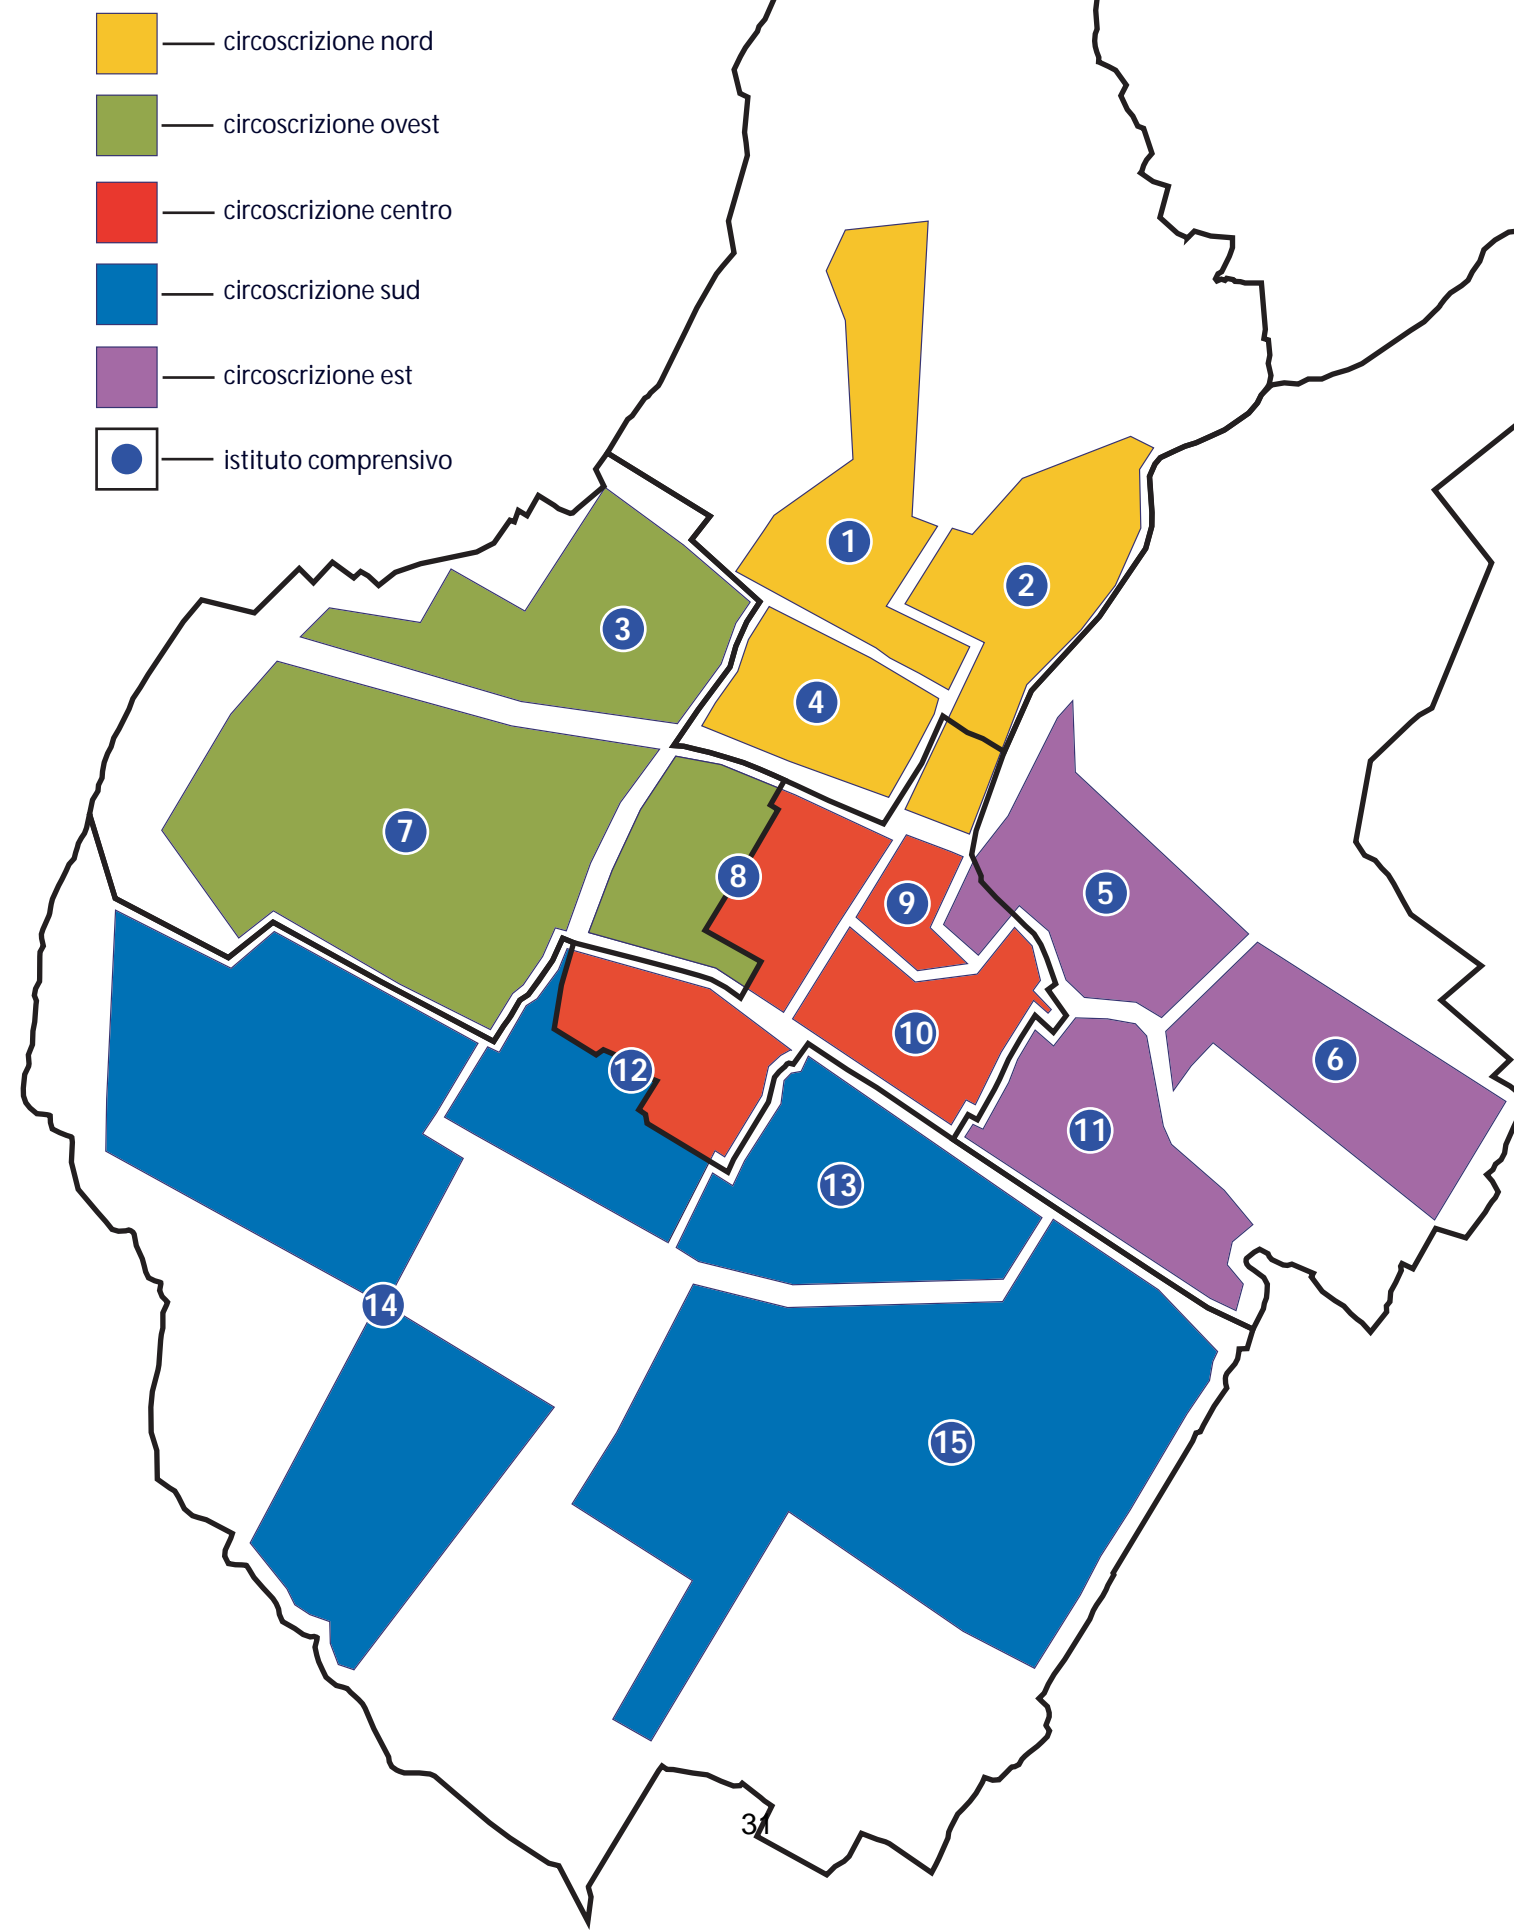 circoscrizione nord
circoscrizione ovest
circoscrizione centro
circoscrizione sud
circoscrizione est
istituto comprensivo
1
2
3
4
7
8
5
9
10
6
12
11
13
14
15
31